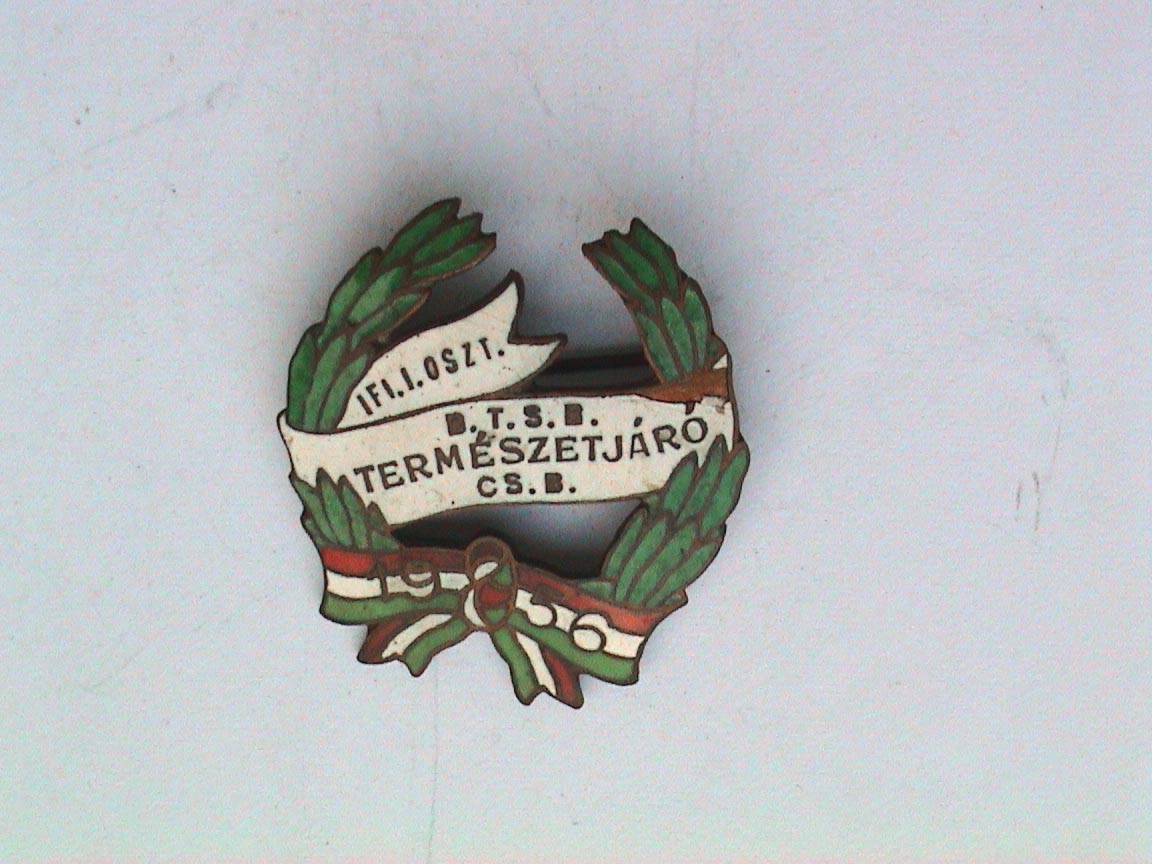 IFI. I. OSZT.
B.T.S.B.
TERMÉSZETJÁRÓ
CS.B.
1956